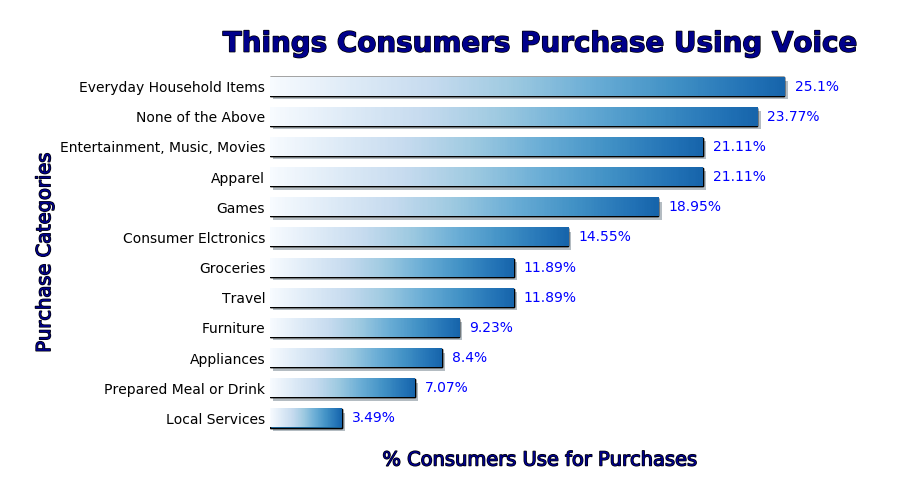 Things Consumers Purchase Using Voice
Everyday Household Items 25.1%
None of the Above 23.77%
Entertainment, Music, Movies 21.11%
Apparel 21.11%
Games 18.95%
Consumer Elctronics 14.55%
Groceries 11.89%
Travel 11.89%
Furniture 9.23%
Appliances 8.4%
Prepared Meal or Drink 7.07%
Local Services 3.49%
Purchase Categories
% Consumers Use for Purchases